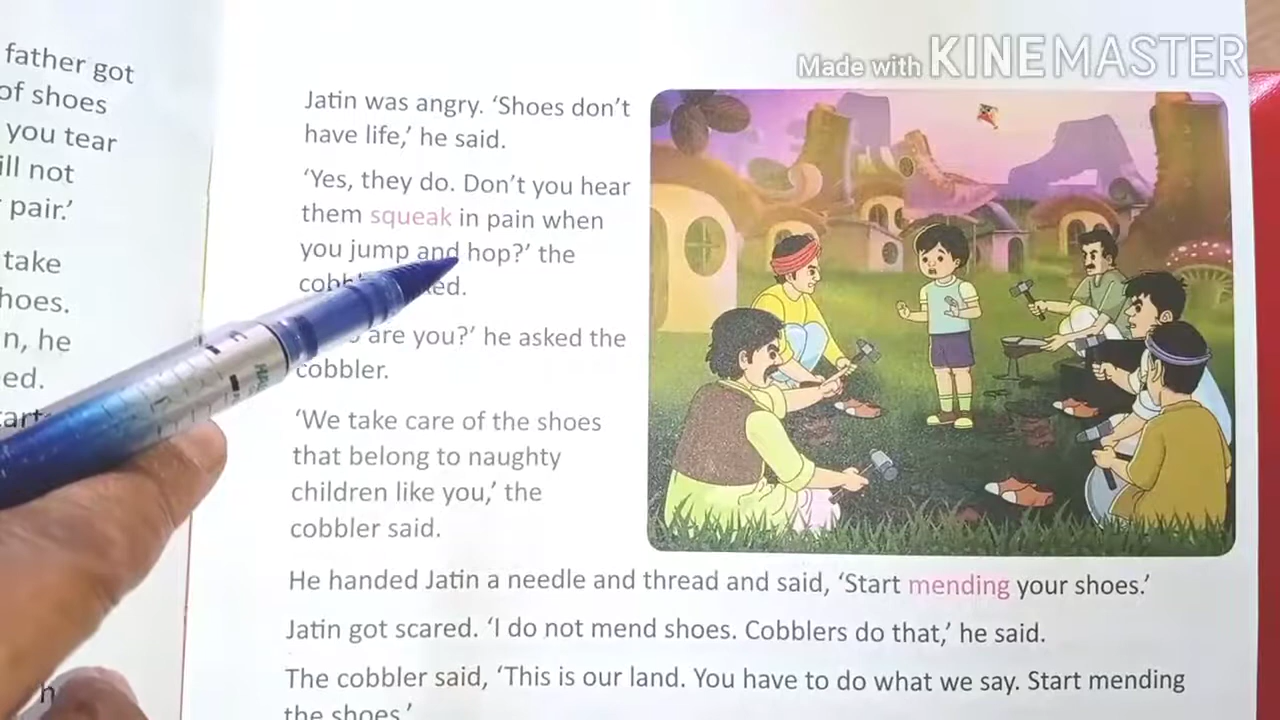 Made with KINEMASTER
father got
of shoes
you tear
ill not
pair.’
take
hoes.
n, he
ed.
Jatin was angry. ‘Shoes don’t
have life,’ he said.
‘Yes, they do. Don’t you hear
them squeak in pain when
you jump and hop?’ the
are you?’ he asked the
cobbler.
‘We take care of the shoes
that belong to naughty
children like you,’ the
cobbler said.
He handed Jatin a needle and thread and said, ‘Start mending your shoes.’
Jatin got scared. ‘I do not mend shoes. Cobblers do that,’ he said.
The cobbler said, ‘This is our land. You have to do what we say. Start mending
the shoes.’